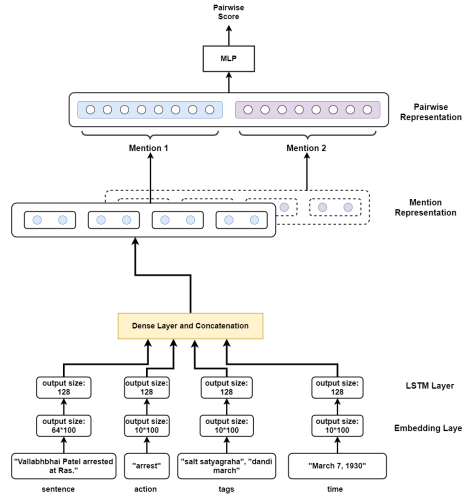 Pairwise
Score
MLP
Pairwise
Representation
Mention 1
Mention 2
Mention
Representation
Dense Layer and Concatenation
output size:
128
output size:
128
output size:
128
output size:
128
LSTM Layer
output size:
64*100
output size:
10*100
output size:
10*100
output size:
10*100
Embedding Laye
"Vallabhbhai Patel arrested
at Ras."
"arrest"
"salt satyagraha", "dandi
march"
"March 7, 1930"
sentence
action
tags
time